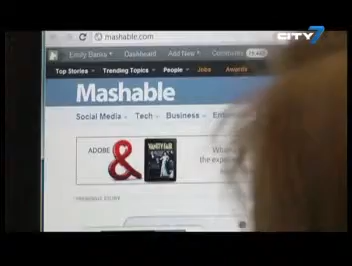 mashable.com
CITY7
Emily Banks Dashboard Add New Comments
Top Stories Trending Topics People Jobs Awards
Mashable
Social Media Tech Business
ADOBE & VANITY FAIR
TRENDING STORY